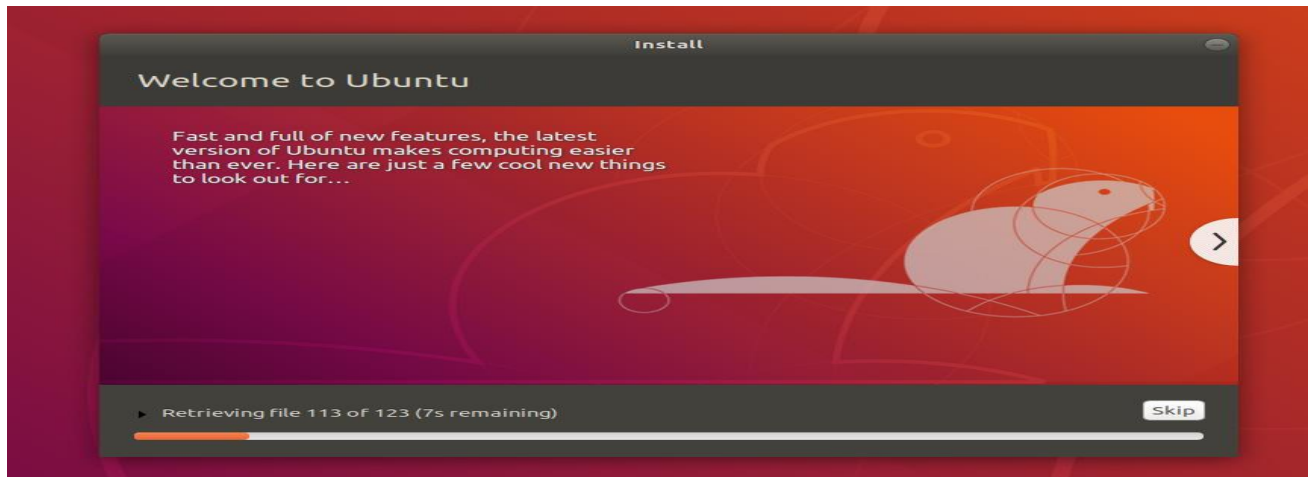 Install
Welcome to Ubuntu
Fast and full of new features, the latest
version of Ubuntu makes computing easier
than ever. Here are just a few cool new things
to look out for...
Retrieving file 113 of 123 (7s remaining)
Skip